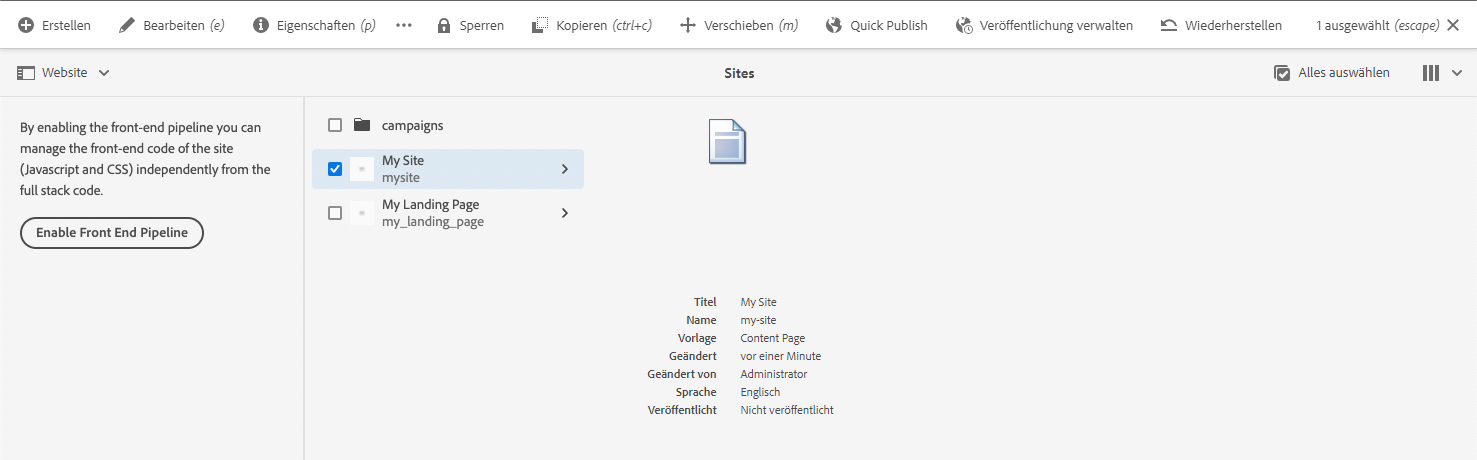 Erstellen Bearbeiten (e) Eigenschaften (p) ••• Sperren Kopieren (ctrl+c) Verschieben (m) Quick Publish Veröffentlichung verwalten Wiederherstellen 1 ausgewählt (escape)
Website Sites Alles auswählen
By enabling the front-end pipeline you can
manage the front-end code of the site
(Javascript and CSS) independently from the
full stack code.
Enable Front End Pipeline
campaigns
My Site
mysite
My Landing Page
my_landing_page
Titel My Site
Name my-site
Vorlage Content Page
Geändert vor einer Minute
Geändert von Administrator
Sprache Englisch
Veröffentlicht Nicht veröffentlicht